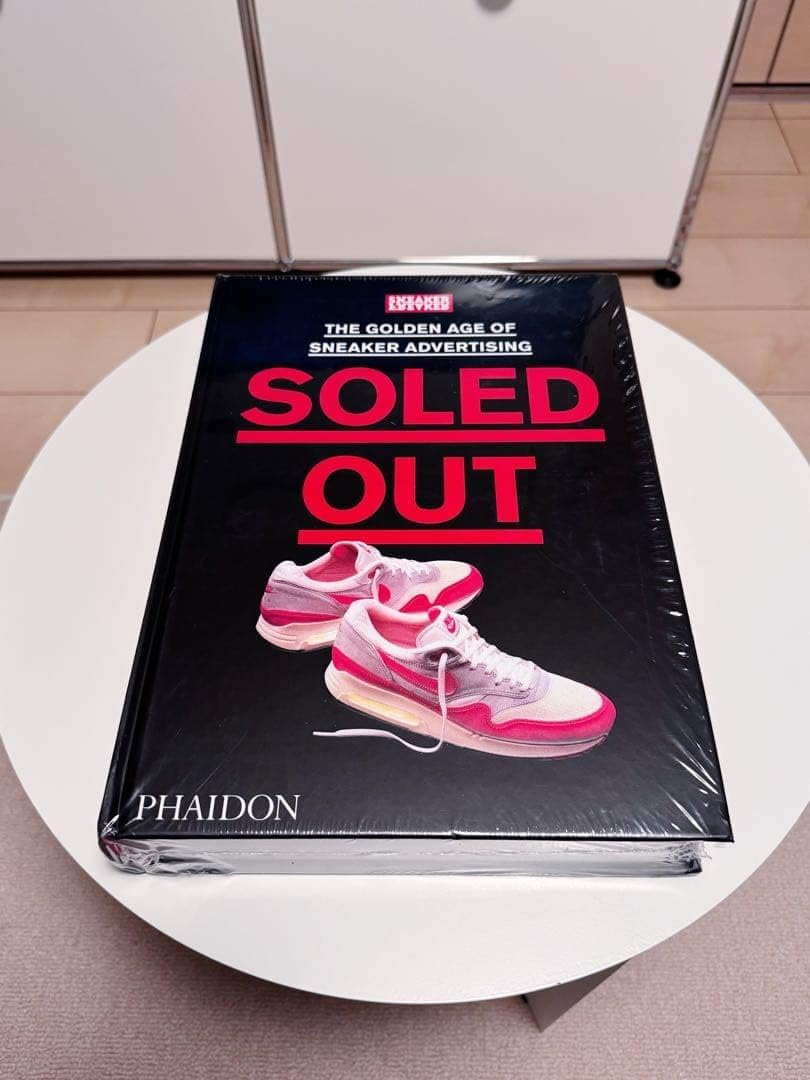 SNEAKER
FREAKER
THE GOLDEN AGE OF
SNEAKER ADVERTISING
SOLED
OUT
PHAIDON